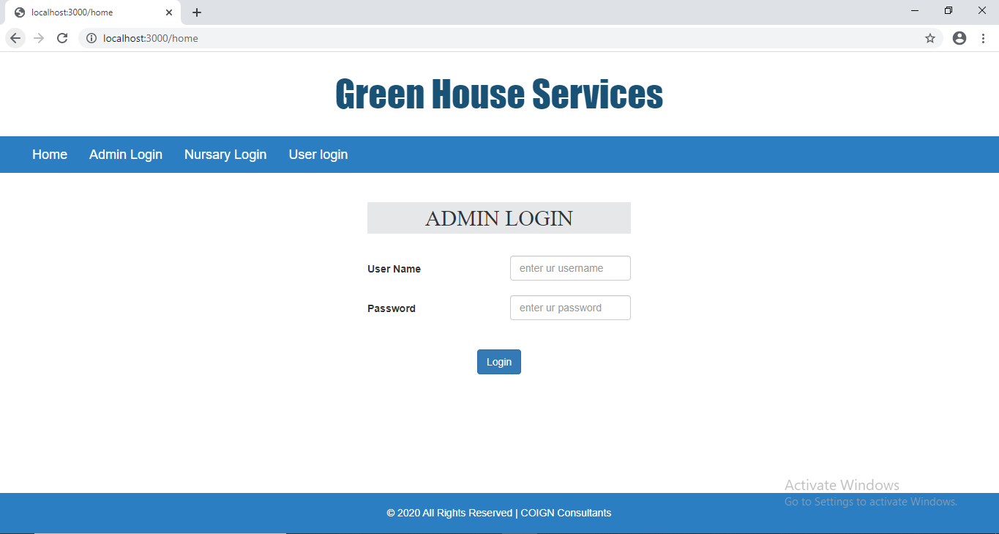 localhost:3000/home
localhost:3000/home
Green House Services
Home Admin Login Nursary Login User login
ADMIN LOGIN
User Name enter ur username
Password enter ur password
Login
Activate Windows
Go to Settings to activate Windows.
© 2020 All Rights Reserved | COIGN Consultants